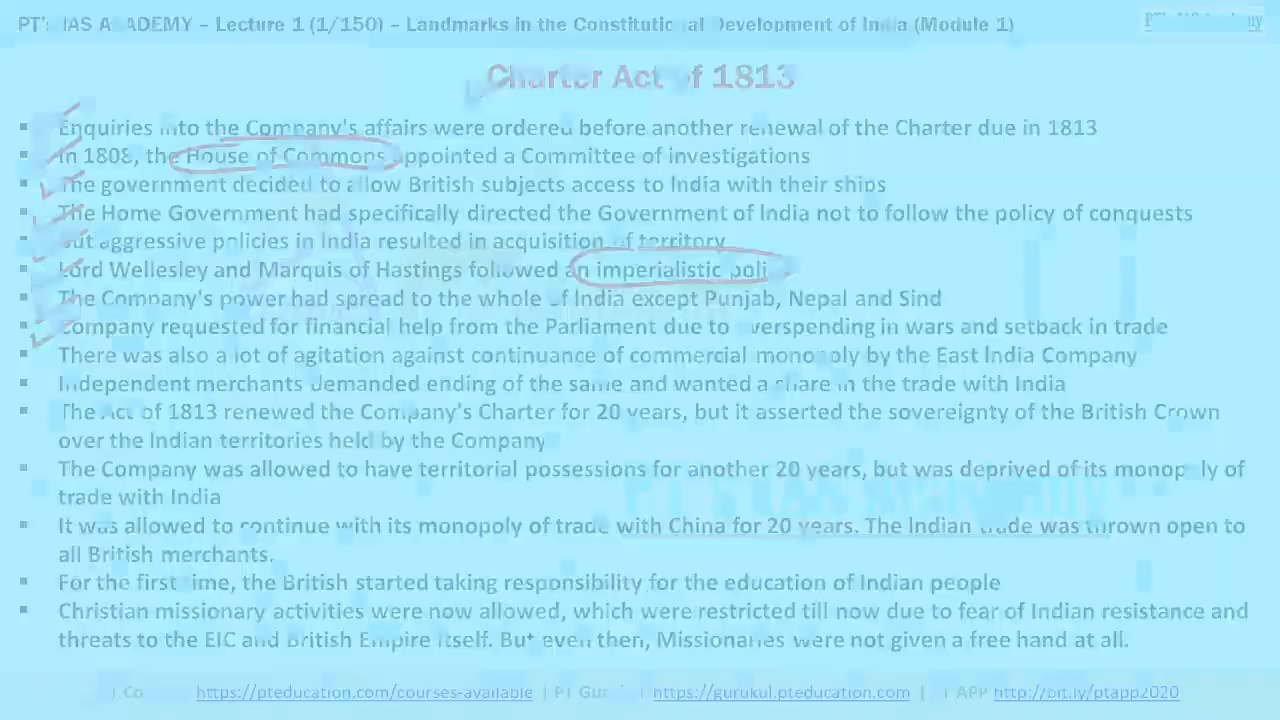 PT's IAS ACADEMY – Lecture 1 (1/150) – Landmarks in the Constitutional Development of India (Module 1)
PT's IAS Academy
Charter Act of 1813
▪ Enquiries into the Company's affairs were ordered before another renewal of the Charter due in 1813
▪ In 1808, the House of Commons appointed a Committee of investigations
▪ The government decided to allow British subjects access to India with their ships
▪ The Home Government had specifically directed the Government of India not to follow the policy of conquests
▪ but aggressive policies in India resulted in acquisition of territory
▪ Lord Wellesley and Marquis of Hastings followed an imperialistic poli
▪ The Company's power had spread to the whole of India except Punjab, Nepal and Sind
▪ Company requested for financial help from the Parliament due to overspending in wars and setback in trade
▪ There was also a lot of agitation against continuance of commercial monopoly by the East India Company
▪ Independent merchants demanded ending of the same and wanted a share in the trade with India
▪ The Act of 1813 renewed the Company's Charter for 20 years, but it asserted the sovereignty of the British Crown
over the Indian territories held by the Company
▪ The Company was allowed to have territorial possessions for another 20 years, but was deprived of its monopoly of
trade with India
▪ It was allowed to continue with its monopoly of trade with China for 20 years. The Indian trade was thrown open to
all British merchants.
▪ For the first time, the British started taking responsibility for the education of Indian people
▪ Christian missionary activities were now allowed, which were restricted till now due to fear of Indian resistance and
threats to the EIC and British Empire itself. But even then, Missionaries were not given a free hand at all.
PT's IAS Academy
https://pteducation.com/courses-available | PT https://gurukul.pteducation.com | APP http://bit.ly/ptapp2020